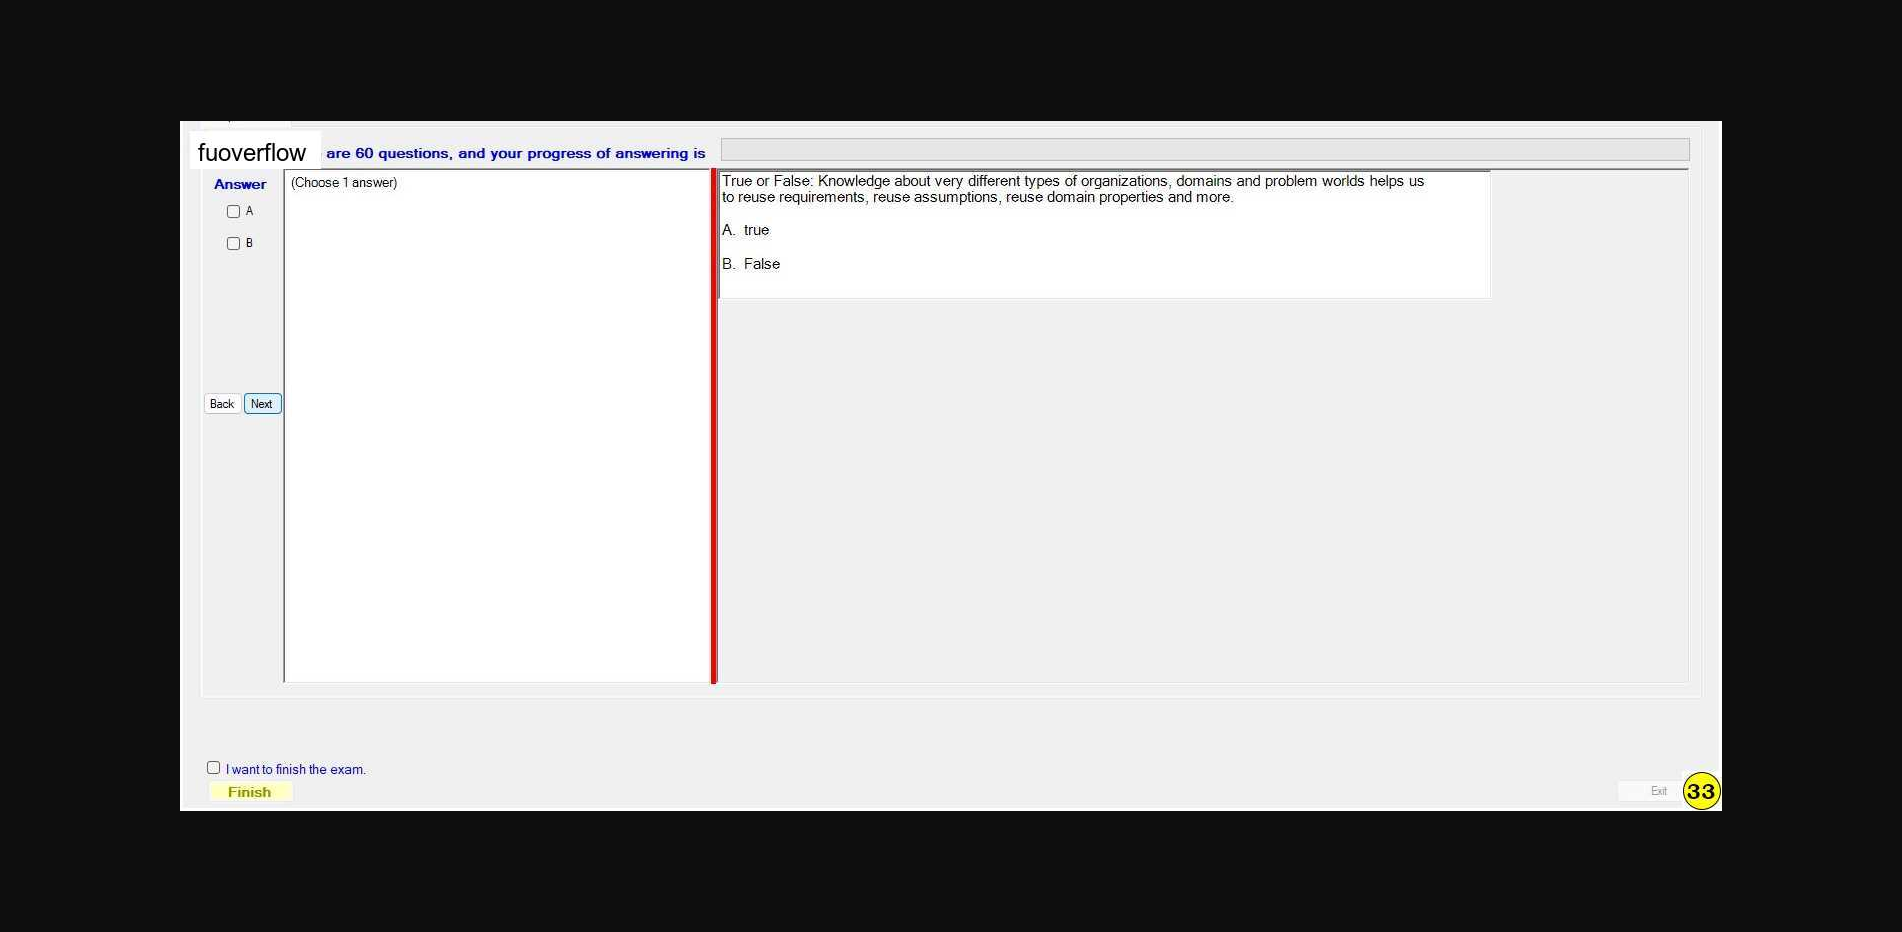 fuoverflow are 60 questions, and your progress of answering is
Answer
A
B
Back Next
(Choose 1 answer)
True or False: Knowledge about very different types of organizations, domains and problem worlds helps us
to reuse requirements, reuse assumptions, reuse domain properties and more.
A. true
B. False
I want to finish the exam.
Finish
Exit
33